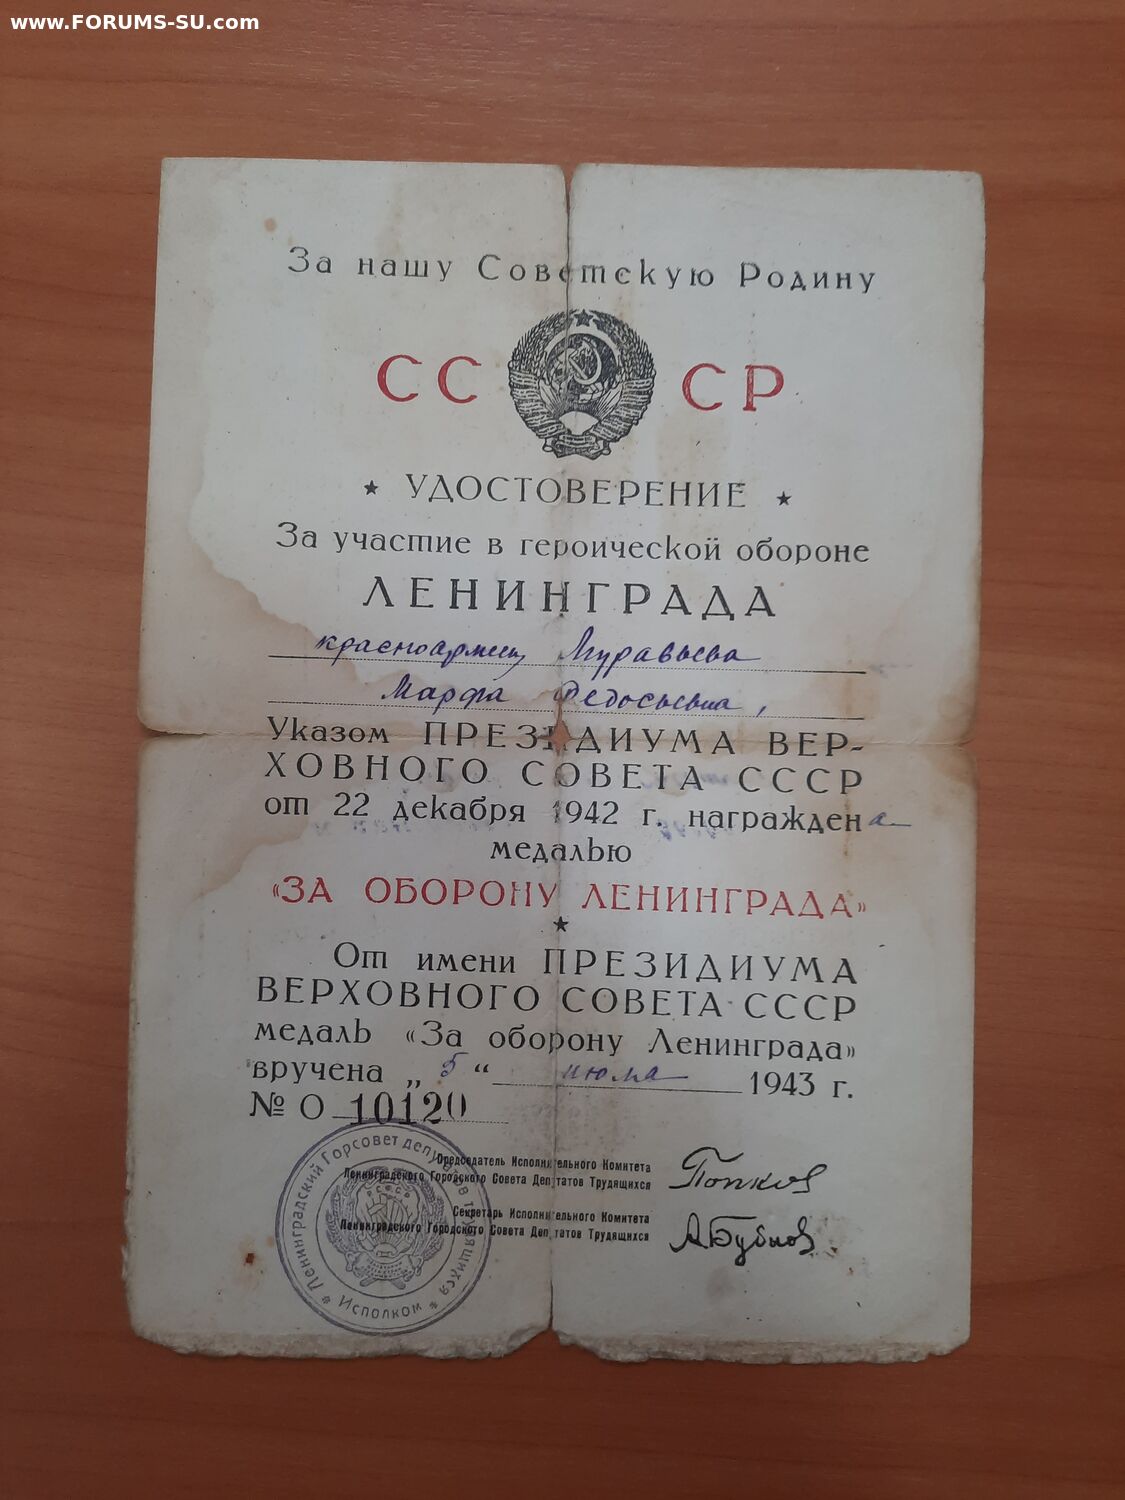 www.FORUMS-SU.com
За нашу Советскую Родину
СС СР
★ УДОСТОВЕРЕНИЕ ★
За участие в героической обороне
ЛЕНИНГРАДА
красноармеец Муравьева
Марфа Федосьевна,
Указом ПРЕЗИДИУМА ВЕР-
ХОВНОГО СОВЕТА СССР
от 22 декабря 1942 г. награждена
медалью
«ЗА ОБОРОНУ ЛЕНИНГРАДА»
★
От имени ПРЕЗИДИУМА
ВЕРХОВНОГО СОВЕТА СССР
медаль «За оборону Ленинграда»
вручена „5“ июля 1943 г.
№ О 10120
Председатель Исполнительного Комитета
Ленинградского Городского Совета Депутатов Трудящихся
Попков
Секретарь Исполнительного Комитета
Ленинградского Городского Совета Депутатов Трудящихся
А.Бубнов
Ленинградский Горсовет депутатов трудящихся
Исполком
РСФСР